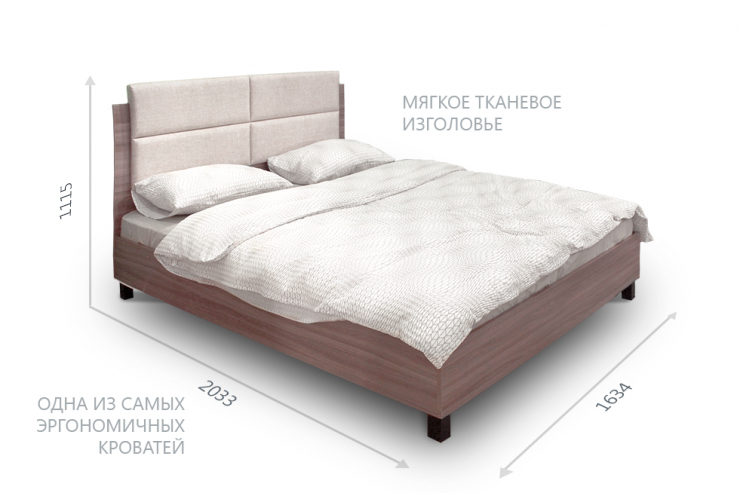 МЯГКОЕ ТКАНЕВОЕ
ИЗГОЛОВЬЕ
1115
2033
1634
ОДНА ИЗ САМЫХ
ЭРГОНОМИЧНЫХ
КРОВАТЕЙ